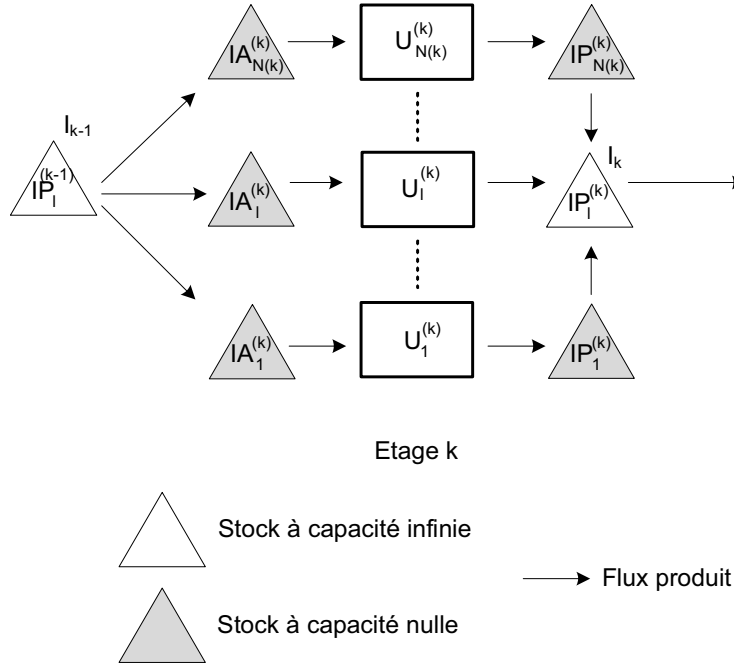 IA_{N(k)}^{(k)} U_{N(k)}^{(k)} IP_{N(k)}^{(k)}
I_{k-1} I_k
IP_l^{(k-1)} IA_l^{(k)} U_l^{(k)} IP_l^{(k)}
IA_1^{(k)} U_1^{(k)} IP_1^{(k)}
Etage k
Stock à capacité infinie
Flux produit
Stock à capacité nulle